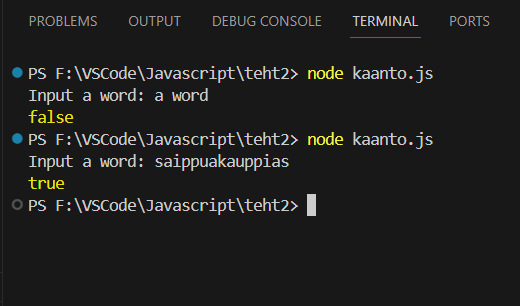 PROBLEMS OUTPUT DEBUG CONSOLE TERMINAL PORTS
PS F:\VSCode\Javascript\teht2> node kaanto.js
Input a word: a word
false
PS F:\VSCode\Javascript\teht2> node kaanto.js
Input a word: saippuakauppias
true
PS F:\VSCode\Javascript\teht2>